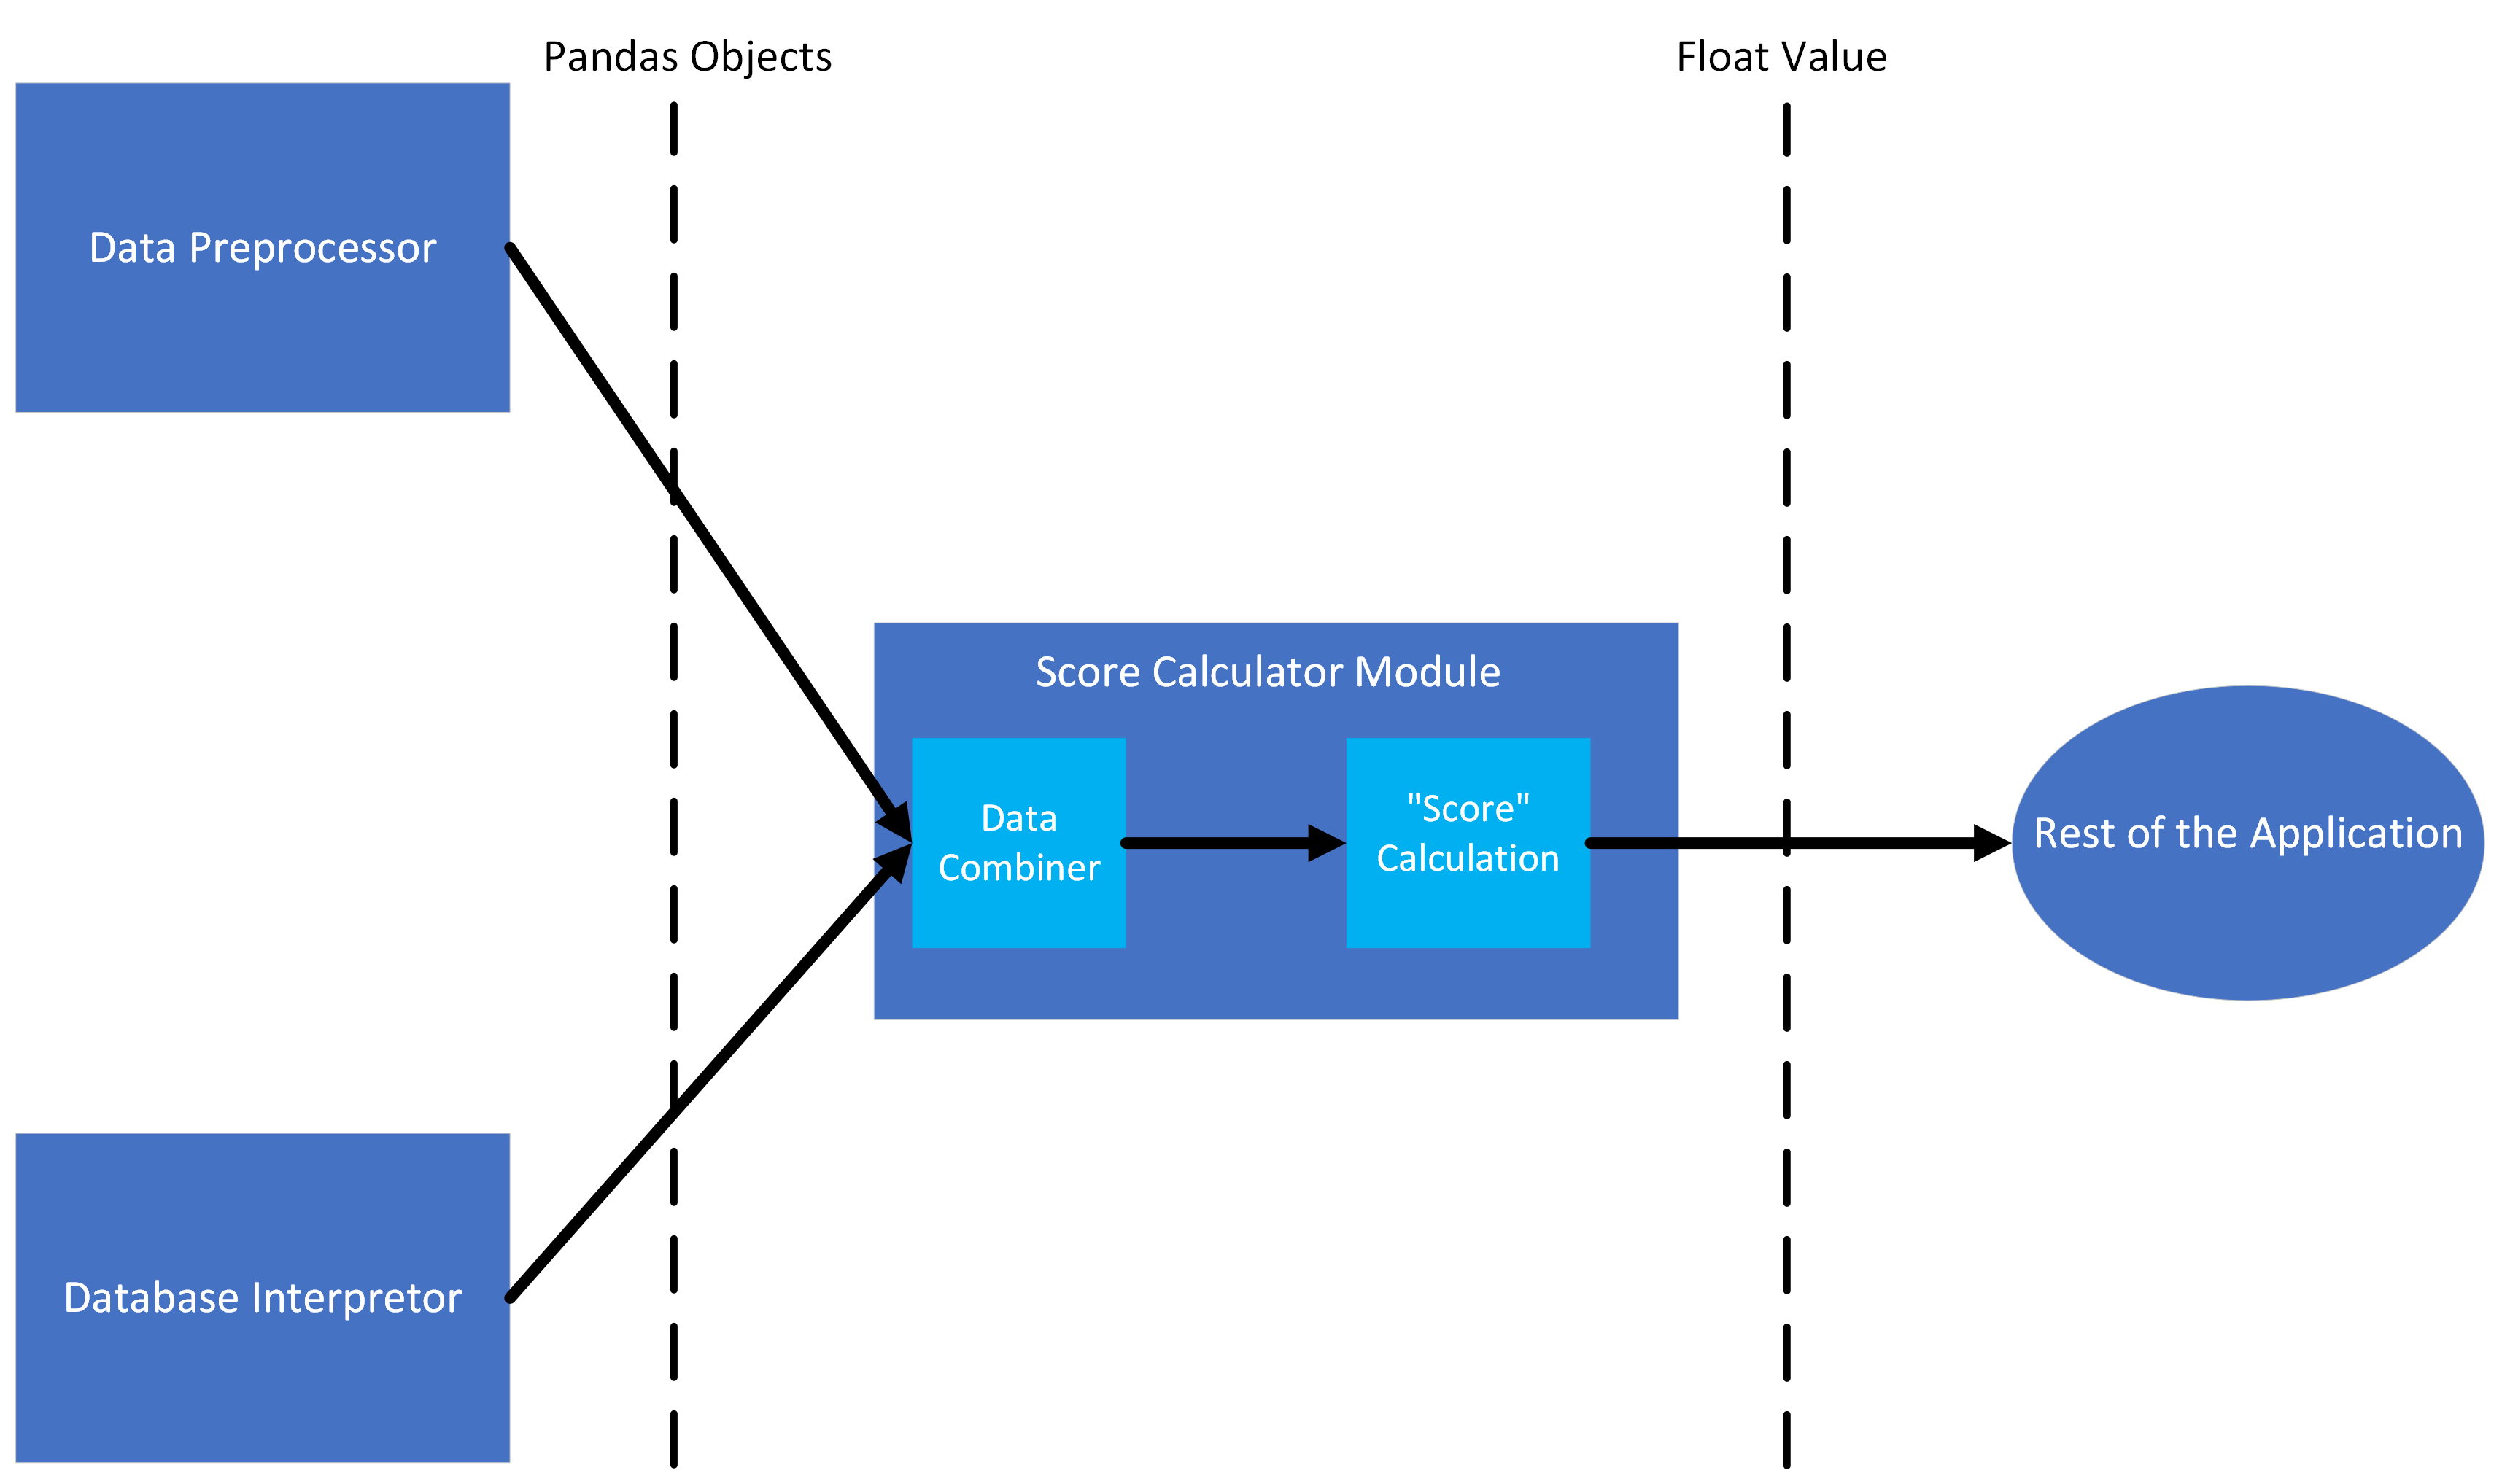 Pandas Objects
Float Value
Data Preprocessor
Score Calculator Module
Data
Combiner
"Score"
Calculation
Rest of the Application
Database Interpretor